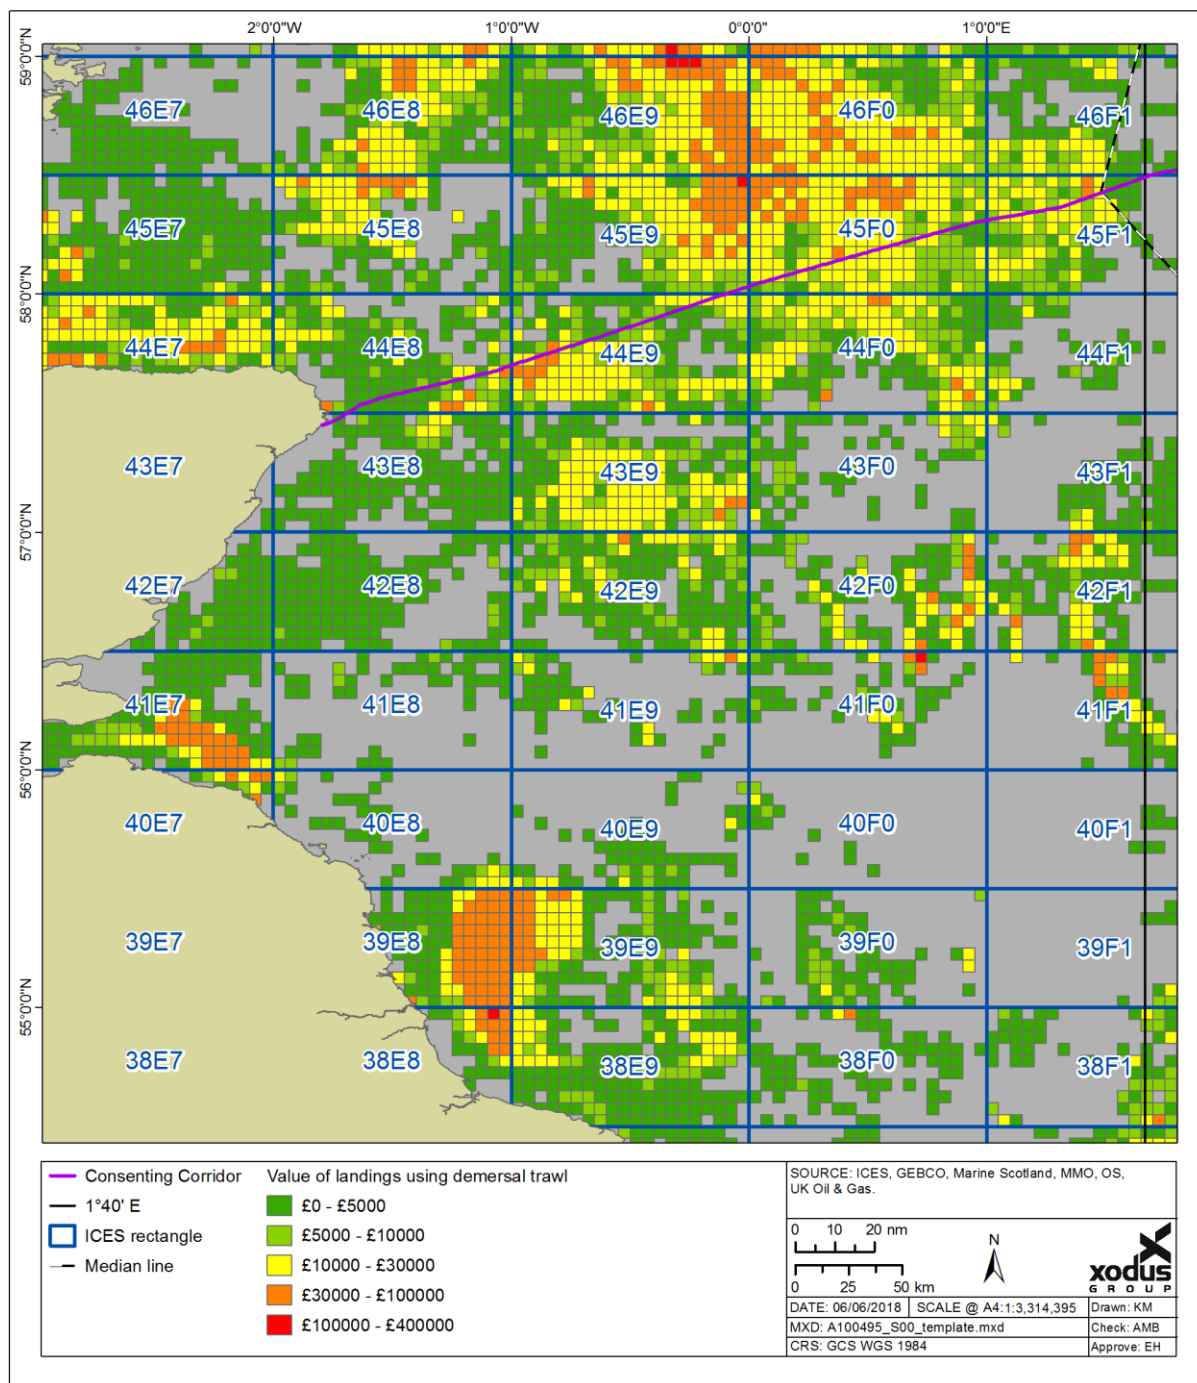 2°0'0"W 1°0'0"W 0°0'0" 1°0'0"E
59°0'0"N
46E7 46E8 46E9 46F0 46F1
45E7 45E8 45E9 45F0 45F1
58°0'0"N
44E7 44E8 44E9 44F0 44F1
43E7 43E8 43E9 43F0 43F1
57°0'0"N
42E7 42E8 42E9 42F0 42F1
41E7 41E8 41E9 41F0 41F1
56°0'0"N
40E7 40E8 40E9 40F0 40F1
39E7 39E8 39E9 39F0 39F1
55°0'0"N
38E7 38E8 38E9 38F0 38F1
Consenting Corridor
1°40' E
ICES rectangle
Median line
Value of landings using demersal trawl
£0 - £5000
£5000 - £10000
£10000 - £30000
£30000 - £100000
£100000 - £400000
SOURCE: ICES, GEBCO, Marine Scotland, MMO, OS,
UK Oil & Gas.
0 10 20 nm
0 25 50 km
N
xodus
GROUP
DATE: 06/06/2018 SCALE @ A4:1:3,314,395 Drawn: KM
MXD: A100495_S00_template.mxd Check: AMB
CRS: GCS WGS 1984 Approve: EH